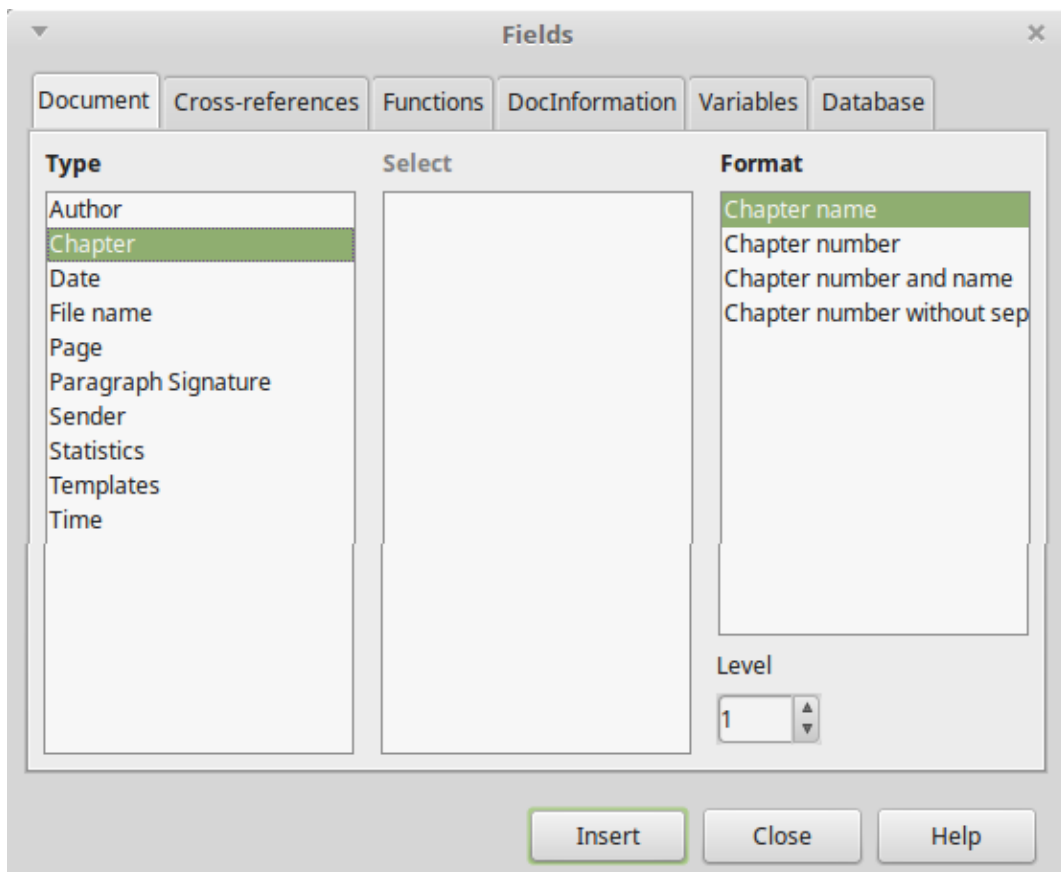 Fields
Document Cross-references Functions DocInformation Variables Database
Type
Author
Chapter
Date
File name
Page
Paragraph Signature
Sender
Statistics
Templates
Time
Select
Format
Chapter name
Chapter number
Chapter number and name
Chapter number without sep
Level
1
Insert Close Help